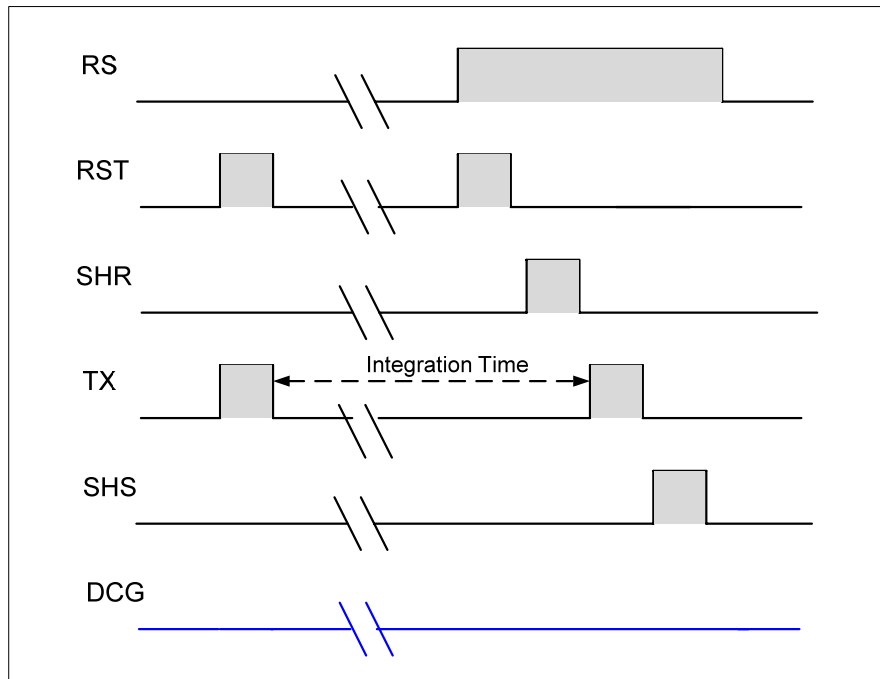 RS
RST
SHR
Integration Time
TX
SHS
DCG